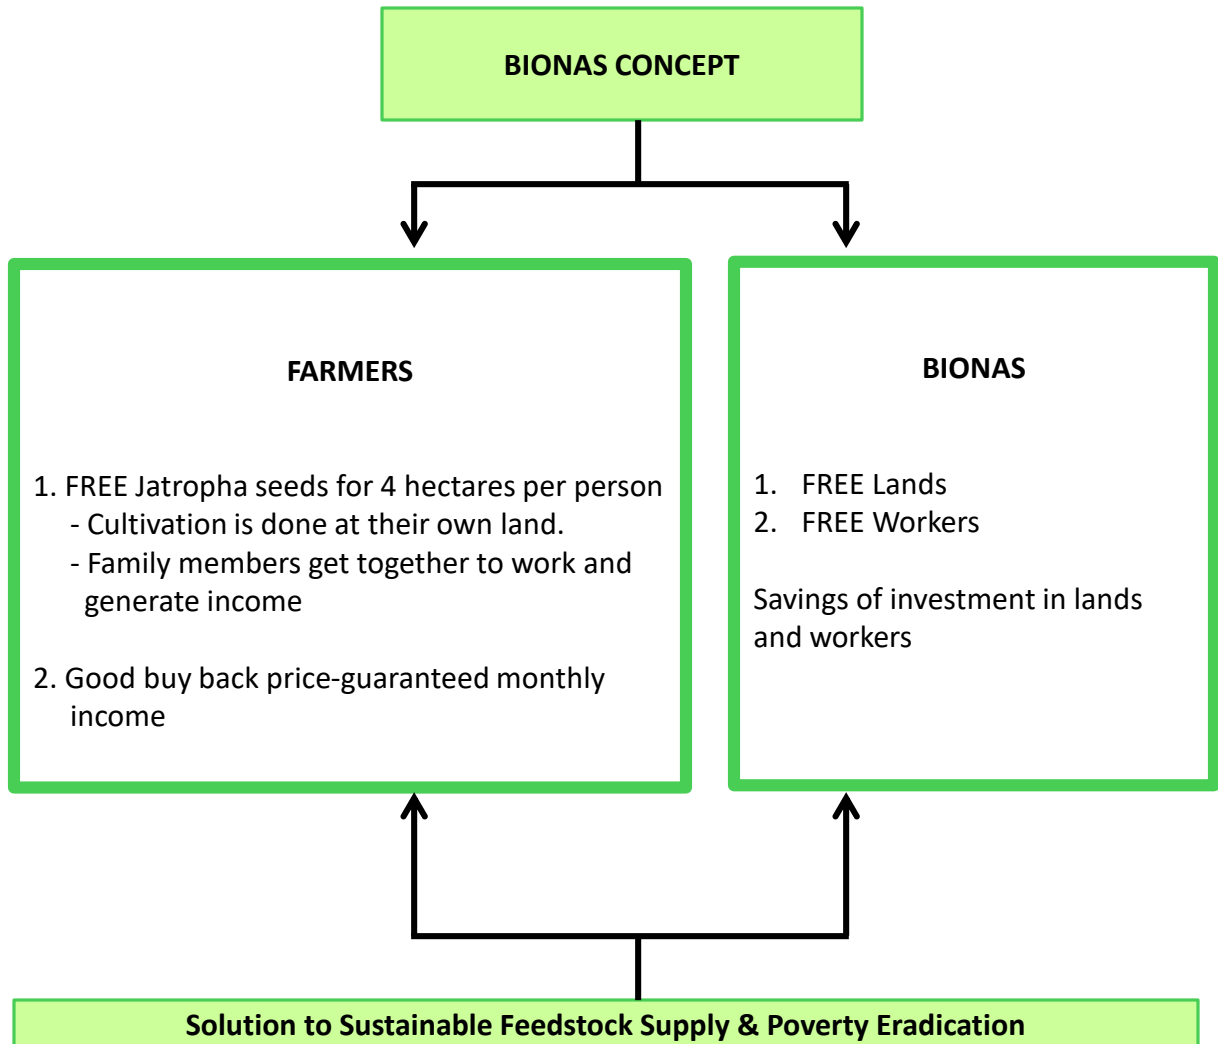 BIONAS CONCEPT
FARMERS
1. FREE Jatropha seeds for 4 hectares per person
- Cultivation is done at their own land.
- Family members get together to work and
generate income
2. Good buy back price-guaranteed monthly
income
BIONAS
1. FREE Lands
2. FREE Workers
Savings of investment in lands
and workers
Solution to Sustainable Feedstock Supply & Poverty Eradication